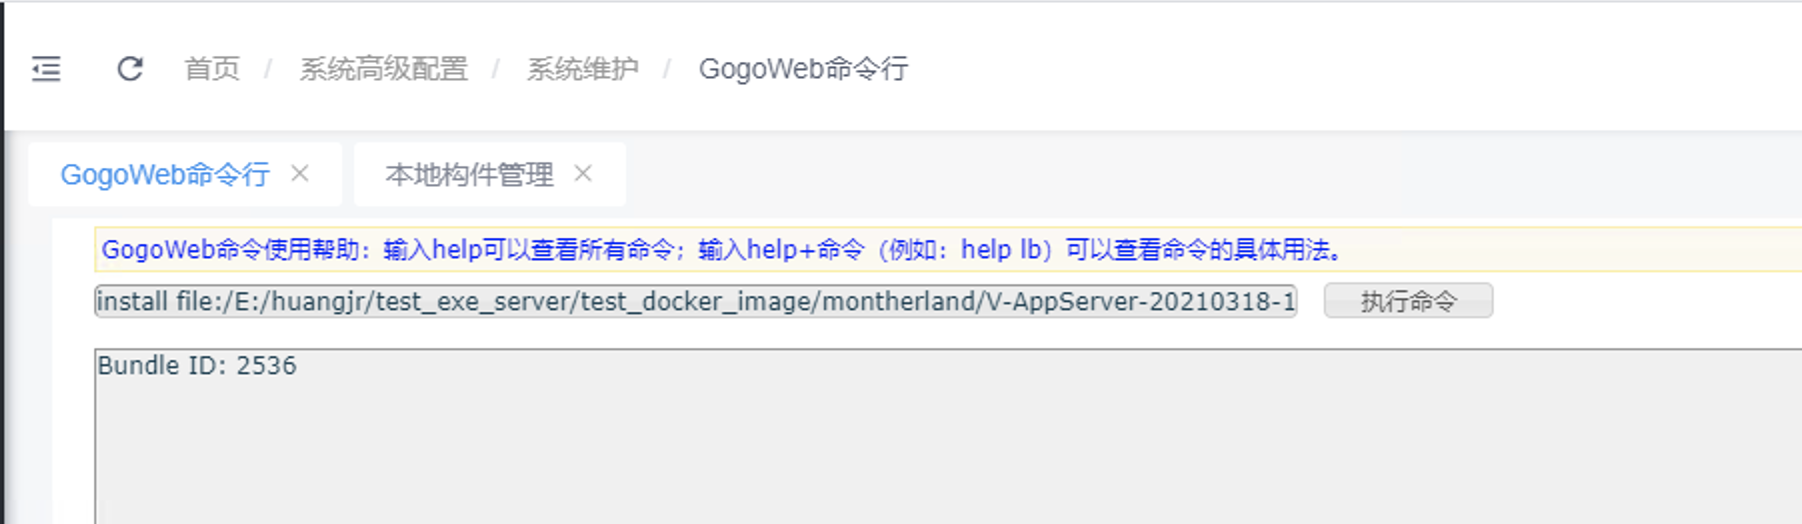 首页 / 系统高级配置 / 系统维护 / GogoWeb命令行
GogoWeb命令行 × 本地构件管理 ×
GogoWeb命令使用帮助：输入help可以查看所有命令；输入help+命令（例如：help lb）可以查看命令的具体用法。
install file:/E:/huangjr/test_exe_server/test_docker_image/montherland/V-AppServer-20210318-1 执行命令
Bundle ID: 2536